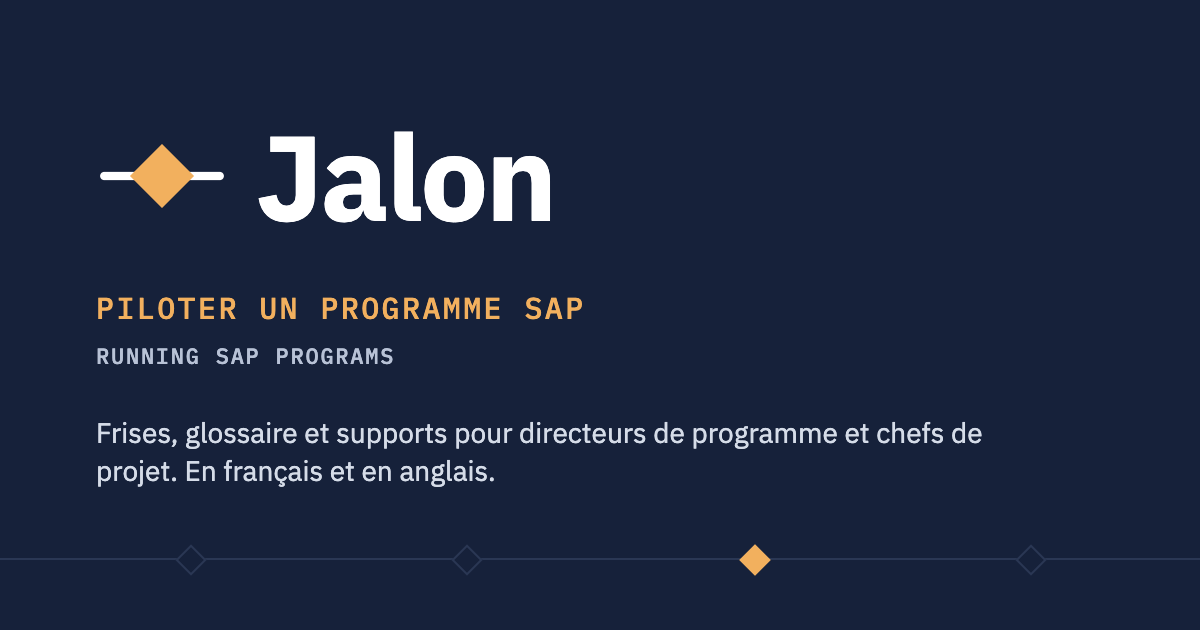 Jalon
PILOTER UN PROGRAMME SAP
RUNNING SAP PROGRAMS
Frises, glossaire et supports pour directeurs de programme et chefs de
projet. En français et en anglais.